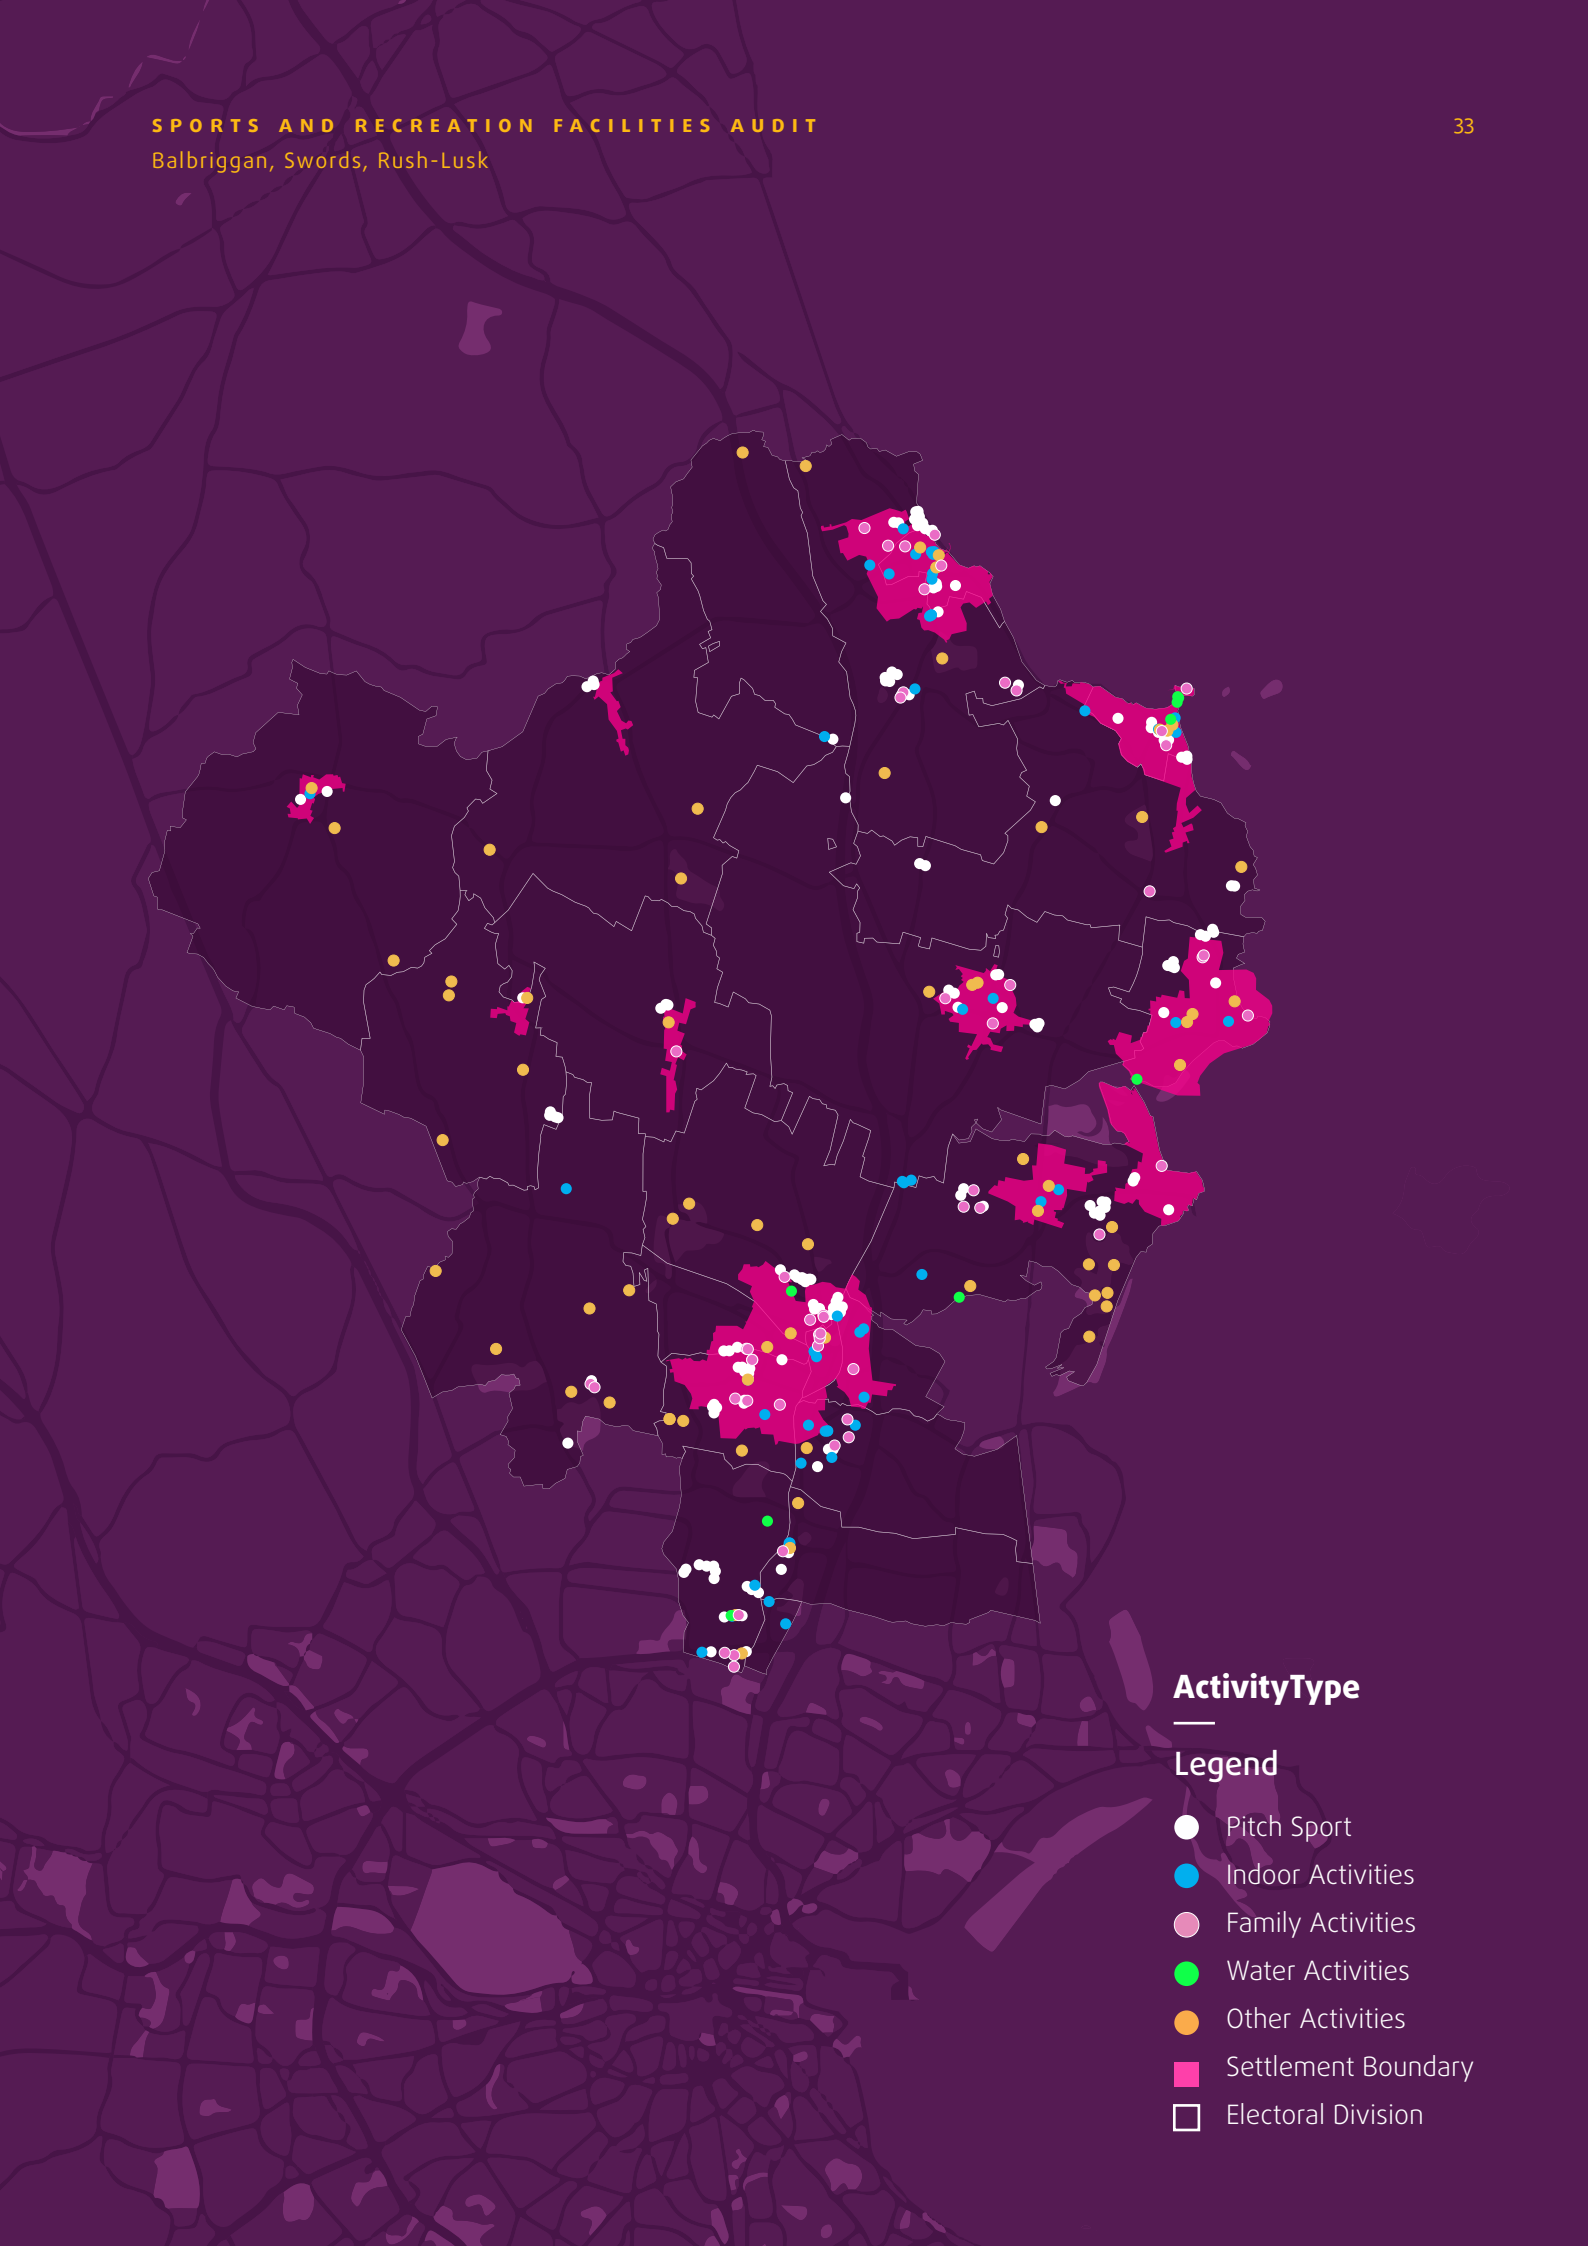 SPORTS AND RECREATION FACILITIES AUDIT
33
Balbriggan, Swords, Rush-Lusk
ActivityType
Legend
Pitch Sport
Indoor Activities
Family Activities
Water Activities
Other Activities
Settlement Boundary
Electoral Division